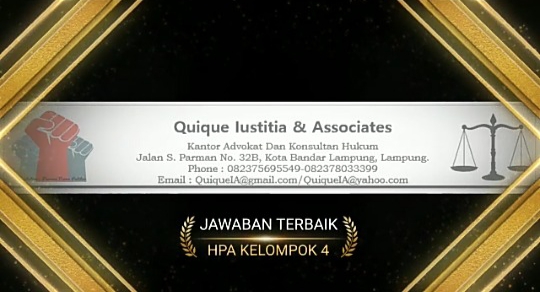 Quique Iustitia & Associates
Kantor Advokat Dan Konsultan Hukum
Jalan S. Parman No. 32B, Kota Bandar Lampung, Lampung.
Phone : 082375695549-082378033399
Email : QuiqueIA@gmail.com/QuiqueIA@yahoo.com
JAWABAN TERBAIK
HPA KELOMPOK 4